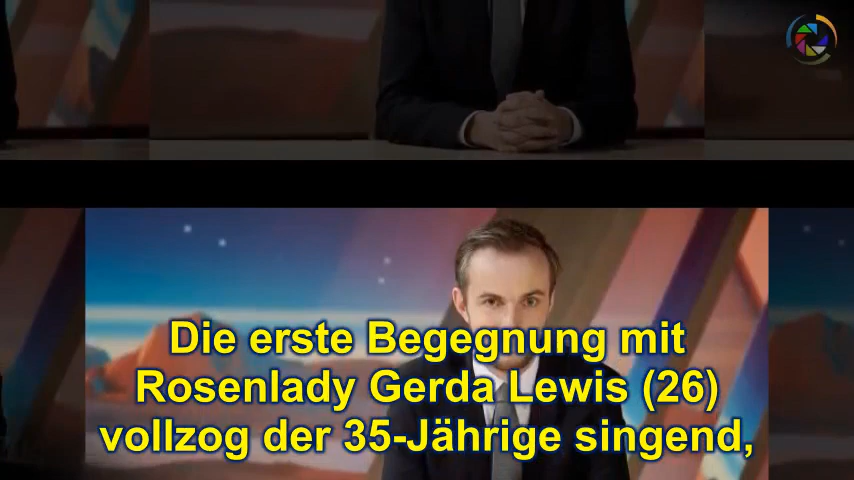 Die erste Begegnung mit
Rosenlady Gerda Lewis (26)
vollzog der 35-Jährige singend,